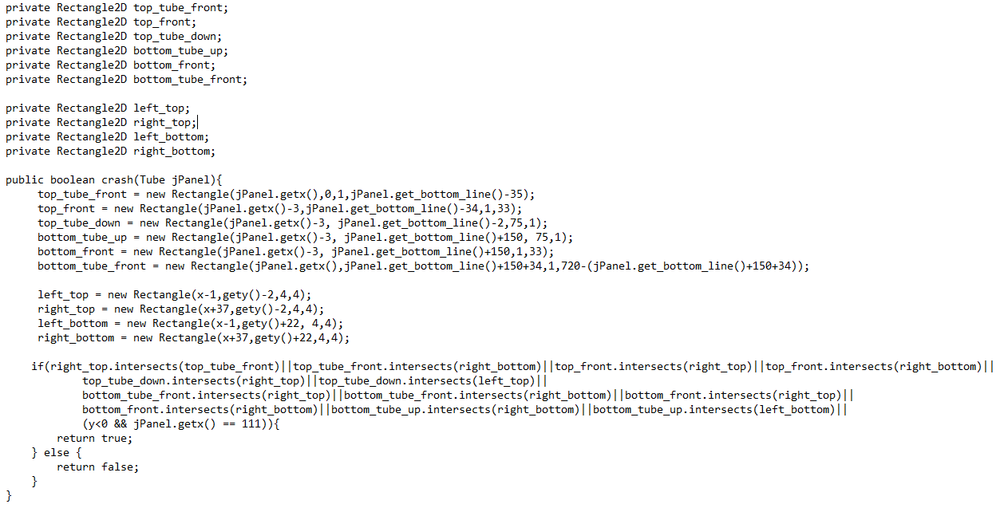 private Rectangle2D top_tube_front;
private Rectangle2D top_front;
private Rectangle2D top_tube_down;
private Rectangle2D bottom_tube_up;
private Rectangle2D bottom_front;
private Rectangle2D bottom_tube_front;

private Rectangle2D left_top;
private Rectangle2D right_top;
private Rectangle2D left_bottom;
private Rectangle2D right_bottom;

public boolean crash(Tube jPanel){
     top_tube_front = new Rectangle(jPanel.getx(),0,1,jPanel.get_bottom_line()-35);
     top_front = new Rectangle(jPanel.getx()-3,jPanel.get_bottom_line()-34,1,33);
     top_tube_down = new Rectangle(jPanel.getx()-3, jPanel.get_bottom_line()-2,75,1);
     bottom_tube_up = new Rectangle(jPanel.getx()-3, jPanel.get_bottom_line()+150, 75,1);
     bottom_front = new Rectangle(jPanel.getx()-3, jPanel.get_bottom_line()+150,1,33);
     bottom_tube_front = new Rectangle(jPanel.getx(),jPanel.get_bottom_line()+150+34,1,720-(jPanel.get_bottom_line()+150+34));

     left_top = new Rectangle(x-1,gety()-2,4,4);
     right_top = new Rectangle(x+37,gety()-2,4,4);
     left_bottom = new Rectangle(x-1,gety()+22, 4,4);
     right_bottom = new Rectangle(x+37,gety()+22,4,4);

    if(right_top.intersects(top_tube_front)||top_tube_front.intersects(right_bottom)||top_front.intersects(right_top)||top_front.intersects(right_bottom)||
            top_tube_down.intersects(right_top)||top_tube_down.intersects(left_top)||
            bottom_tube_front.intersects(right_top)||bottom_tube_front.intersects(right_bottom)||bottom_front.intersects(right_top)||
            bottom_front.intersects(right_bottom)||bottom_tube_up.intersects(right_bottom)||bottom_tube_up.intersects(left_bottom)||
            (y<0 && jPanel.getx() == 111)){
        return true;
    } else {
        return false;
    }
}